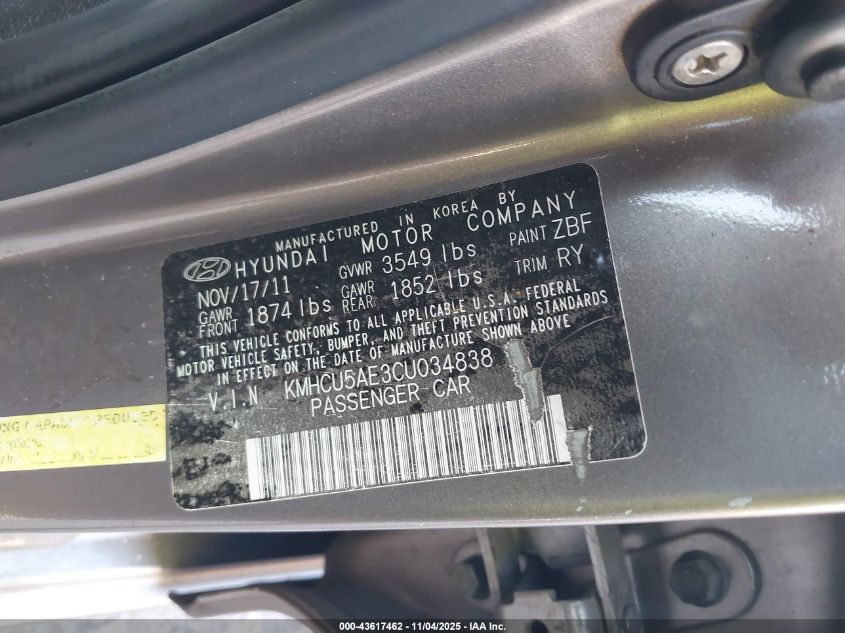 MANUFACTURED IN KOREA BY
HYUNDAI MOTOR COMPANY
NOV/17/11 GVWR 3549 lbs PAINT ZBF
GAWR FRONT 1874 lbs GAWR REAR 1852 lbs TRIM RY
THIS VEHICLE CONFORMS TO ALL APPLICABLE U.S.A. FEDERAL
MOTOR VEHICLE SAFETY, BUMPER, AND THEFT PREVENTION STANDARDS
IN EFFECT ON THE DATE OF MANUFACTURE SHOWN ABOVE
V.I.N KMHCU5AE3CU034838
PASSENGER CAR
REDUCED
000-43617462 - 11/04/2025 - IAA Inc.